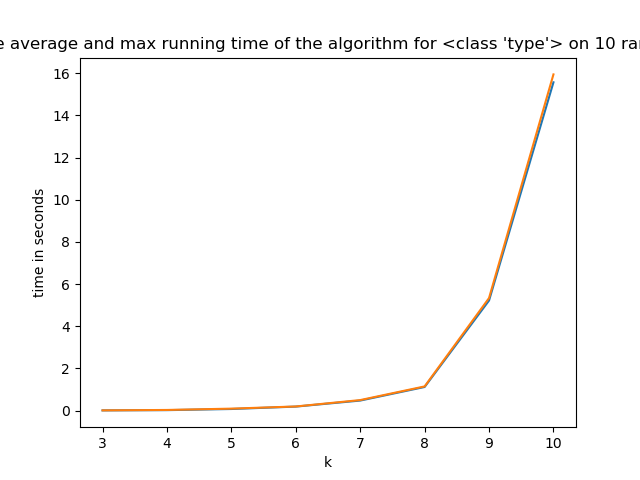 e average and max running time of the algorithm for <class 'type'> on 10 rar
16
14
12
10
8
6
4
2
0
time in seconds
3 4 5 6 7 8 9 10
k